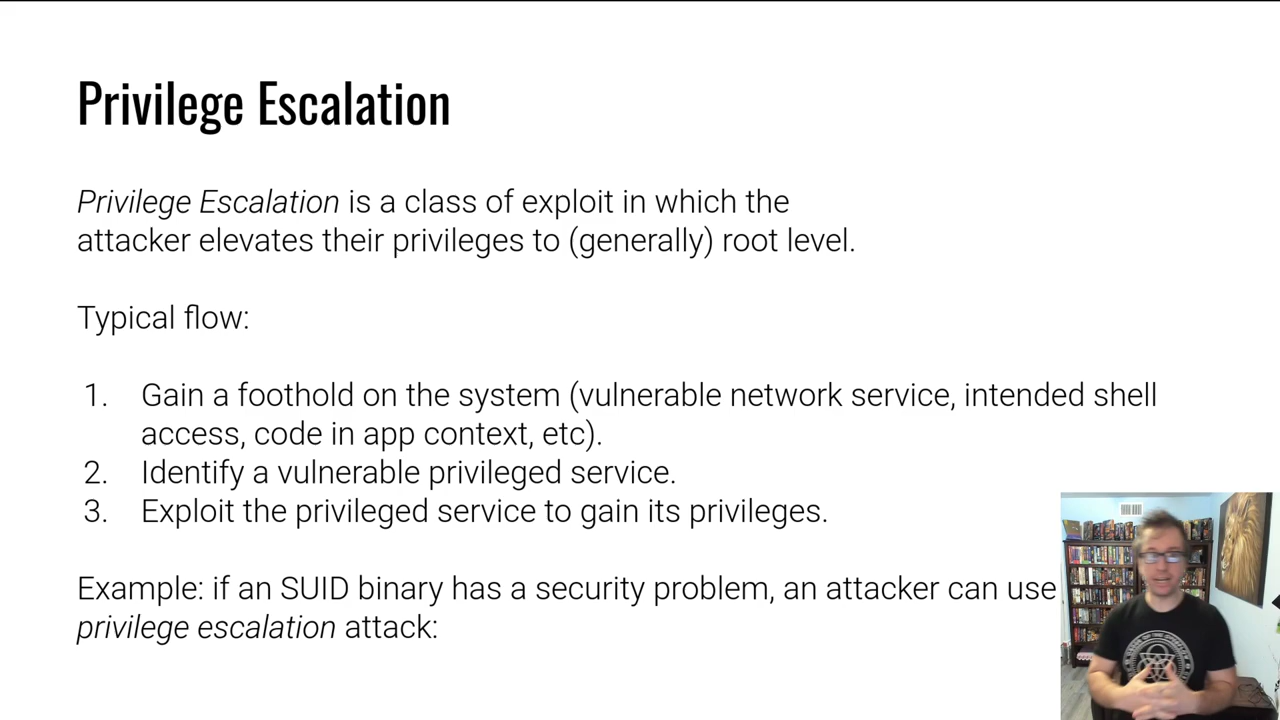 Privilege Escalation
Privilege Escalation is a class of exploit in which the
attacker elevates their privileges to (generally) root level.
Typical flow:
1. Gain a foothold on the system (vulnerable network service, intended shell
access, code in app context, etc).
2. Identify a vulnerable privileged service.
3. Exploit the privileged service to gain its privileges.
Example: if an SUID binary has a security problem, an attacker can use
privilege escalation attack: